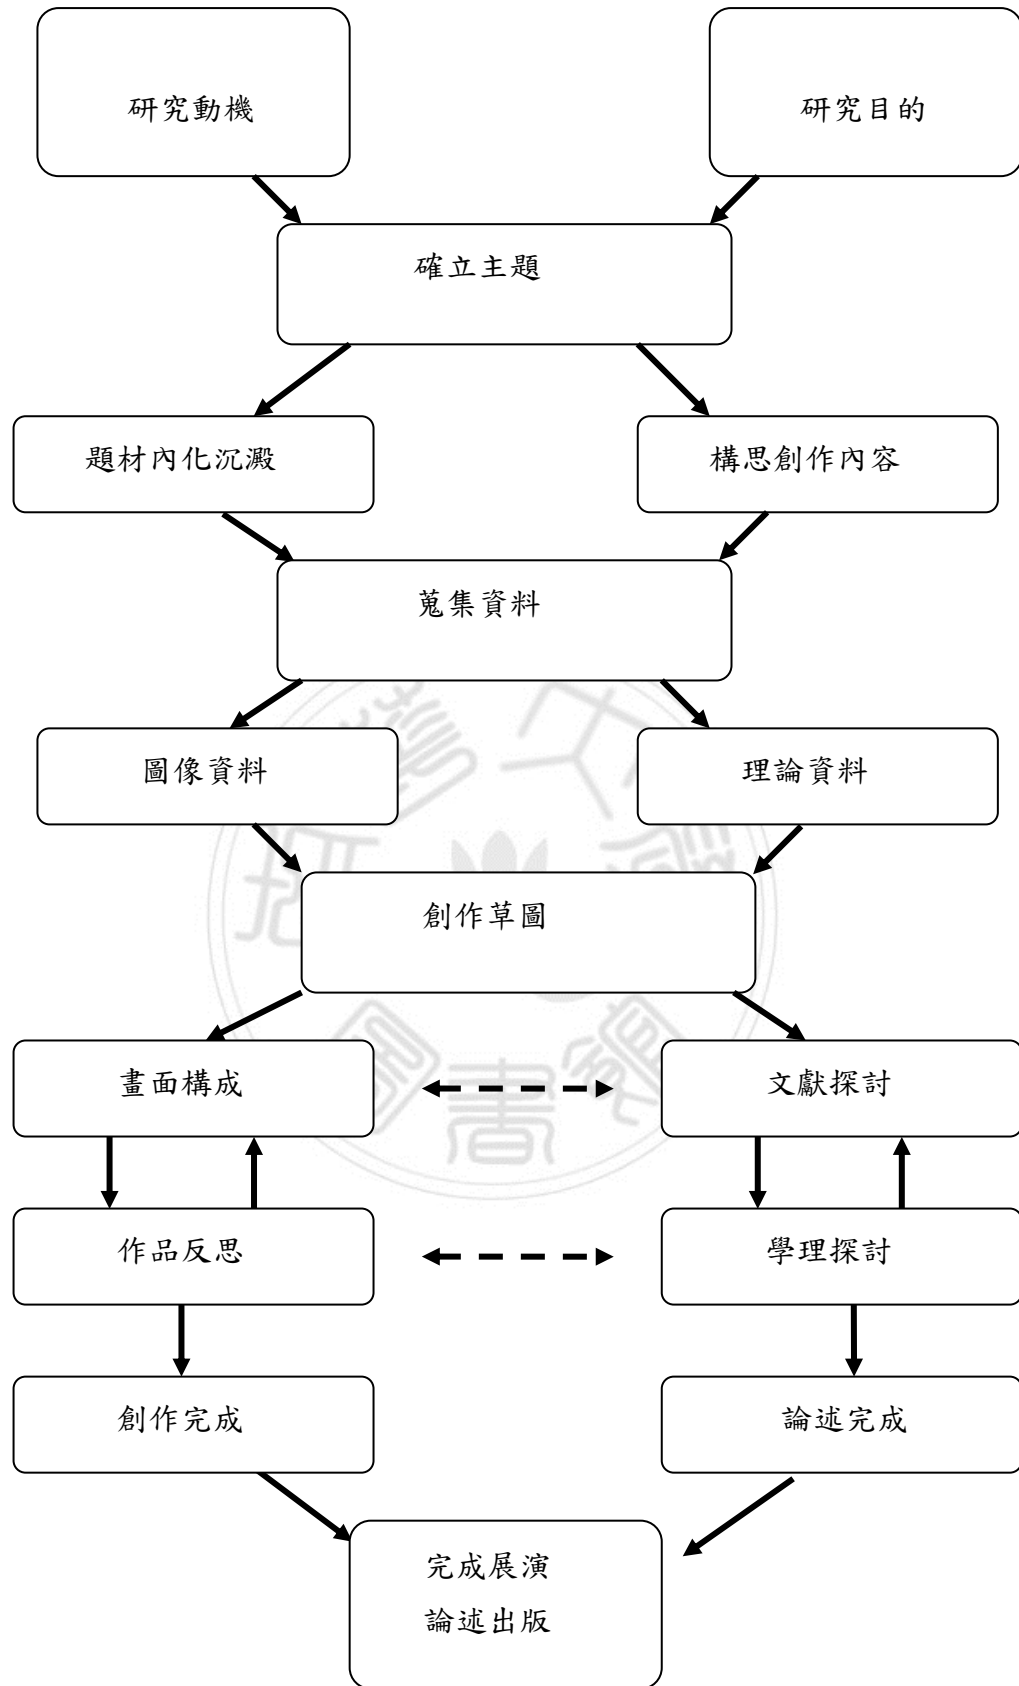 研究動機
研究目的
確立主題
題材內化沉澱
構思創作內容
蒐集資料
圖像資料
理論資料
創作草圖
畫面構成
文獻探討
作品反思
學理探討
創作完成
論述完成
完成展演
論述出版